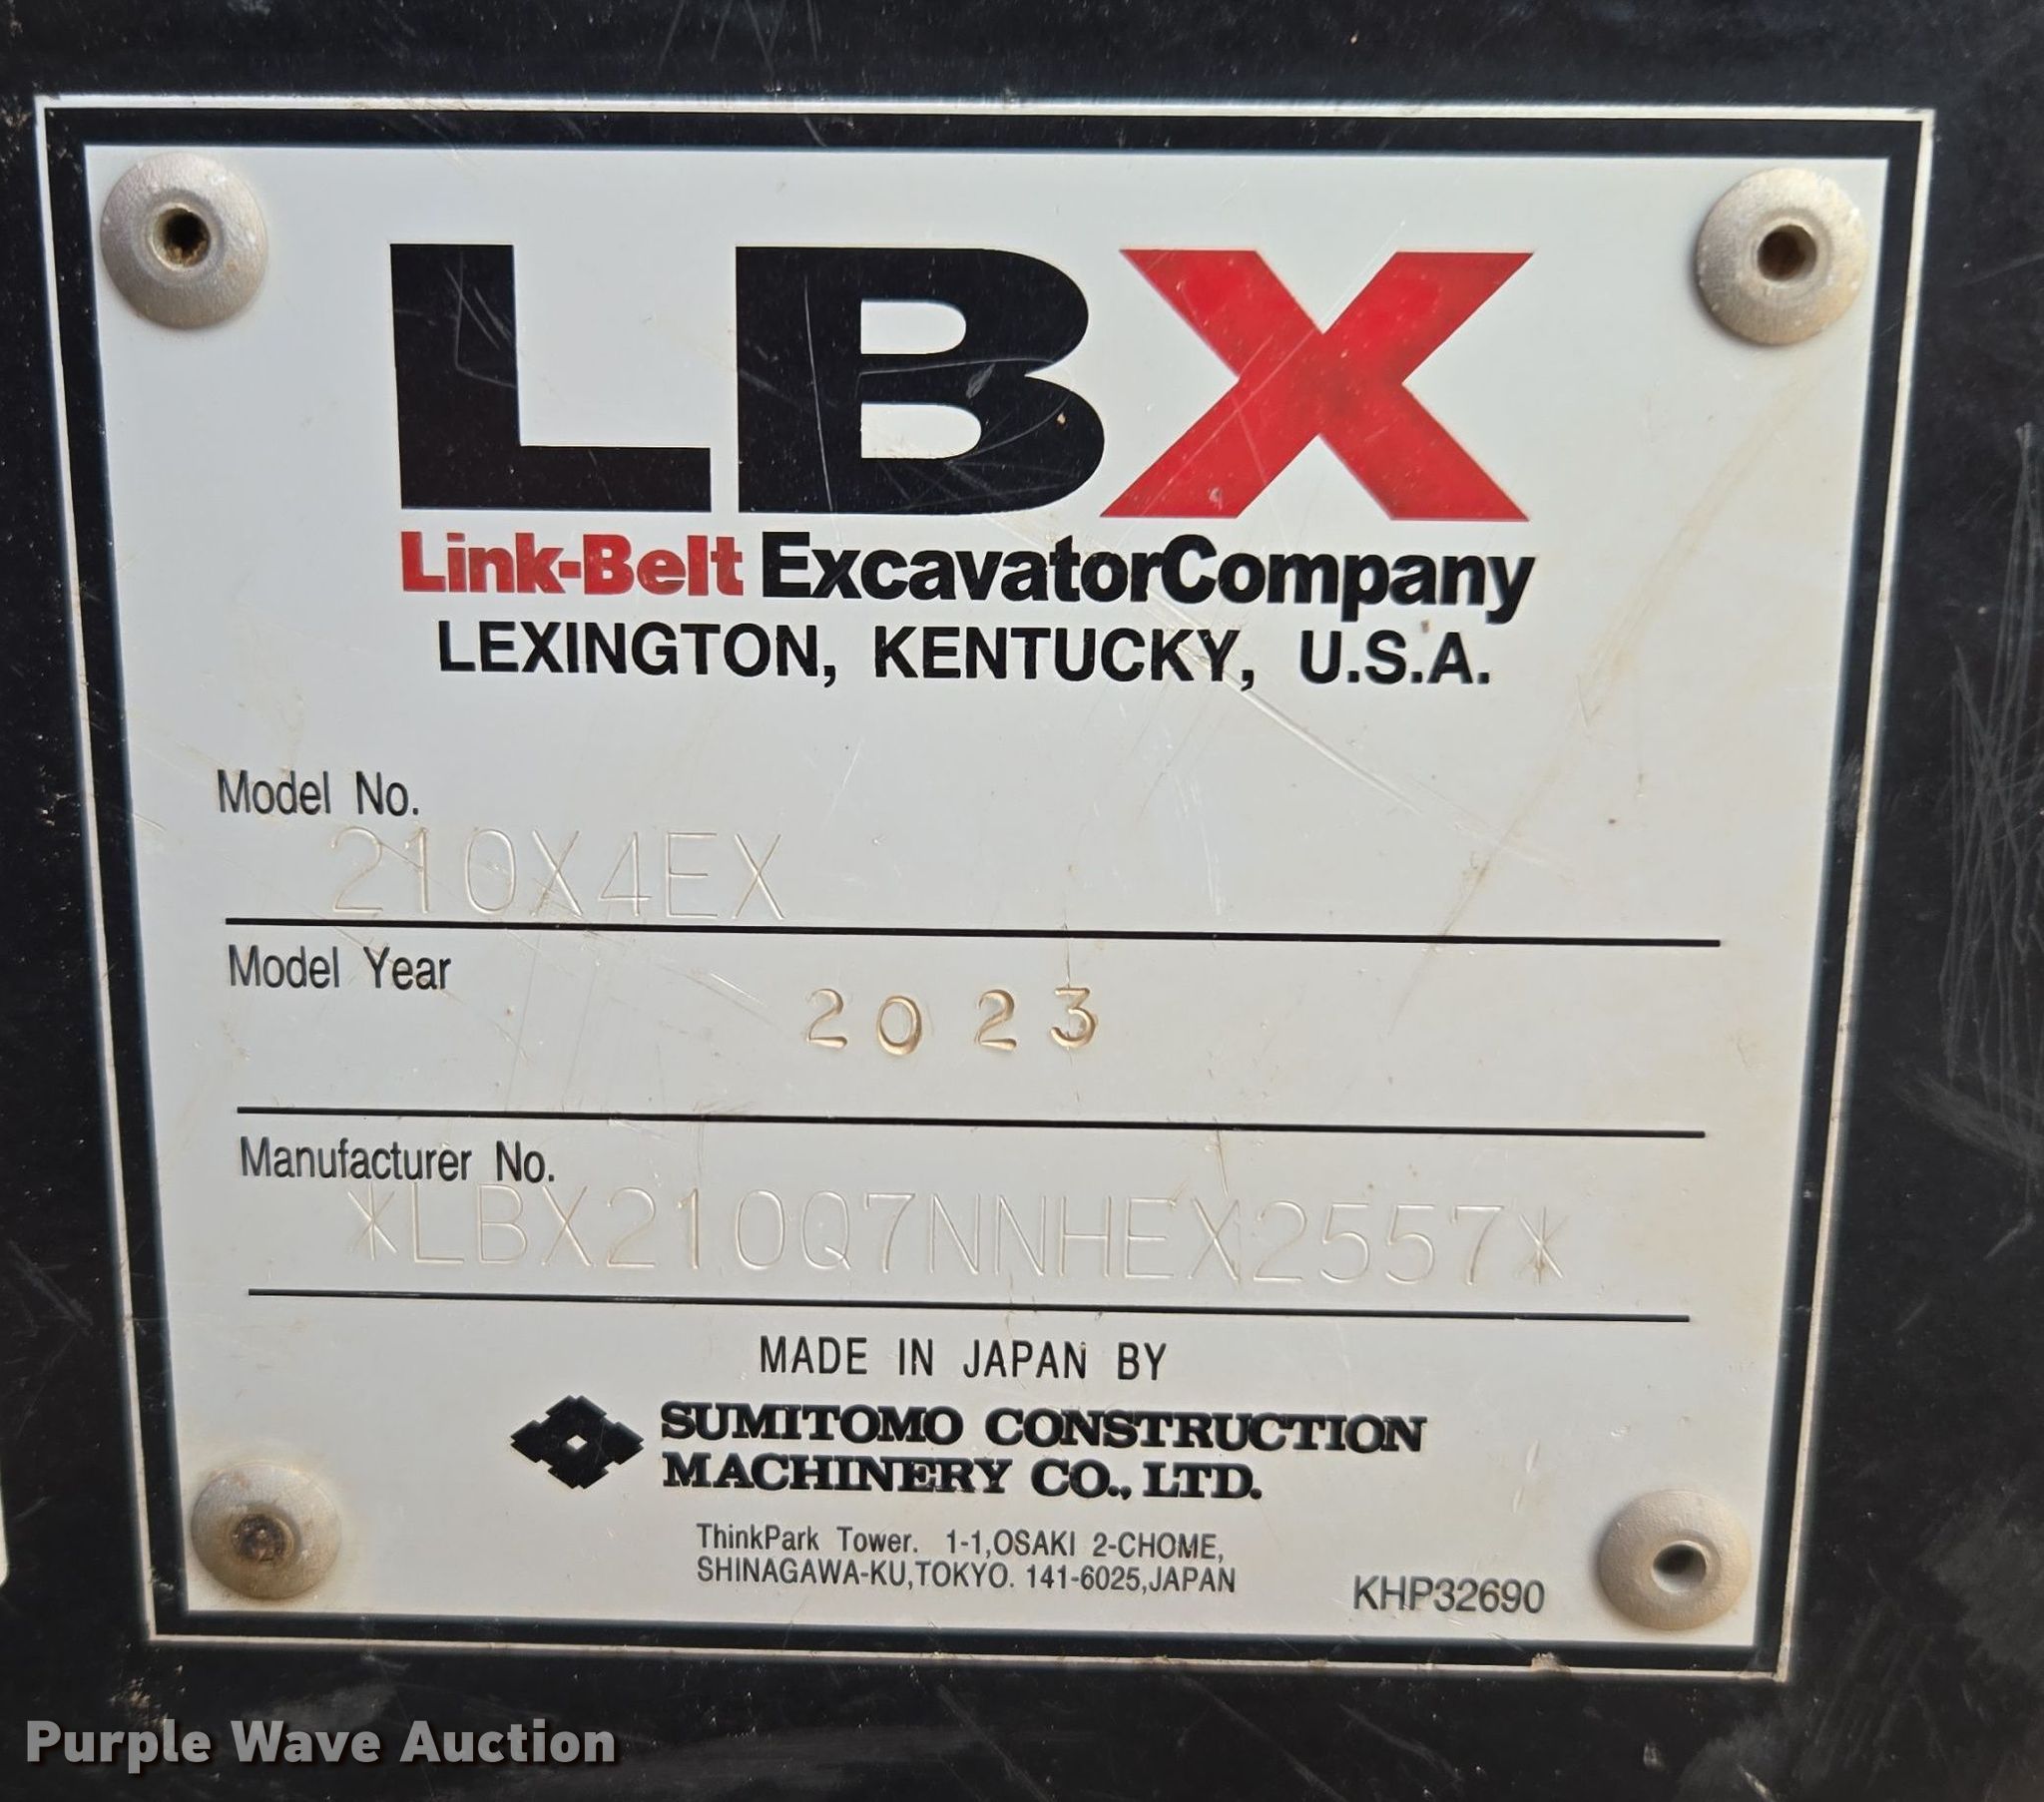 LBX
Link-Belt ExcavatorCompany
LEXINGTON, KENTUCKY, U.S.A.
Model No.
210X4EX
Model Year
2023
Manufacturer No.
*LBX210Q7NNHEX2557*
MADE IN JAPAN BY
SUMITOMO CONSTRUCTION
MACHINERY CO., LTD.
ThinkPark Tower. 1-1,OSAKI 2-CHOME,
SHINAGAWA-KU,TOKYO. 141-6025,JAPAN
KHP32690
Purple Wave Auction